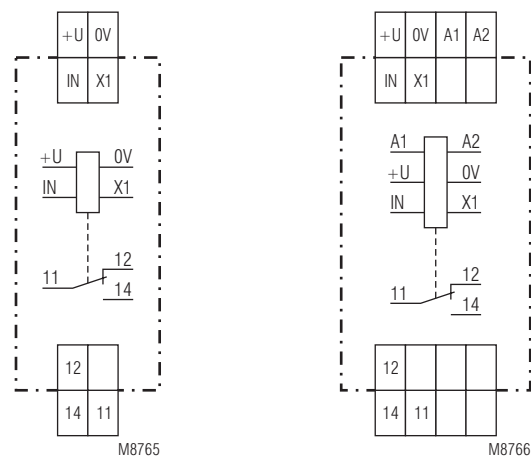 +U 0V
IN X1
+U 0V
IN X1
11 12
14
12
14 11
M8765
+U 0V A1 A2
IN X1
A1 A2
+U 0V
IN X1
11 12
14
12
14 11
M8766